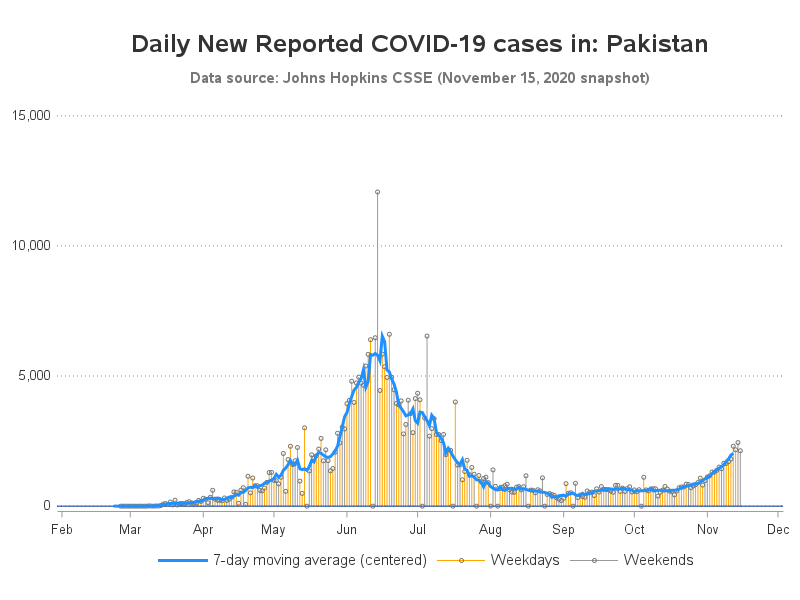 Daily New Reported COVID-19 cases in: Pakistan
Data source: Johns Hopkins CSSE (November 15, 2020 snapshot)
15,000
10,000
5,000
0
Feb Mar Apr May Jun Jul Aug Sep Oct Nov Dec
7-day moving average (centered) Weekdays Weekends